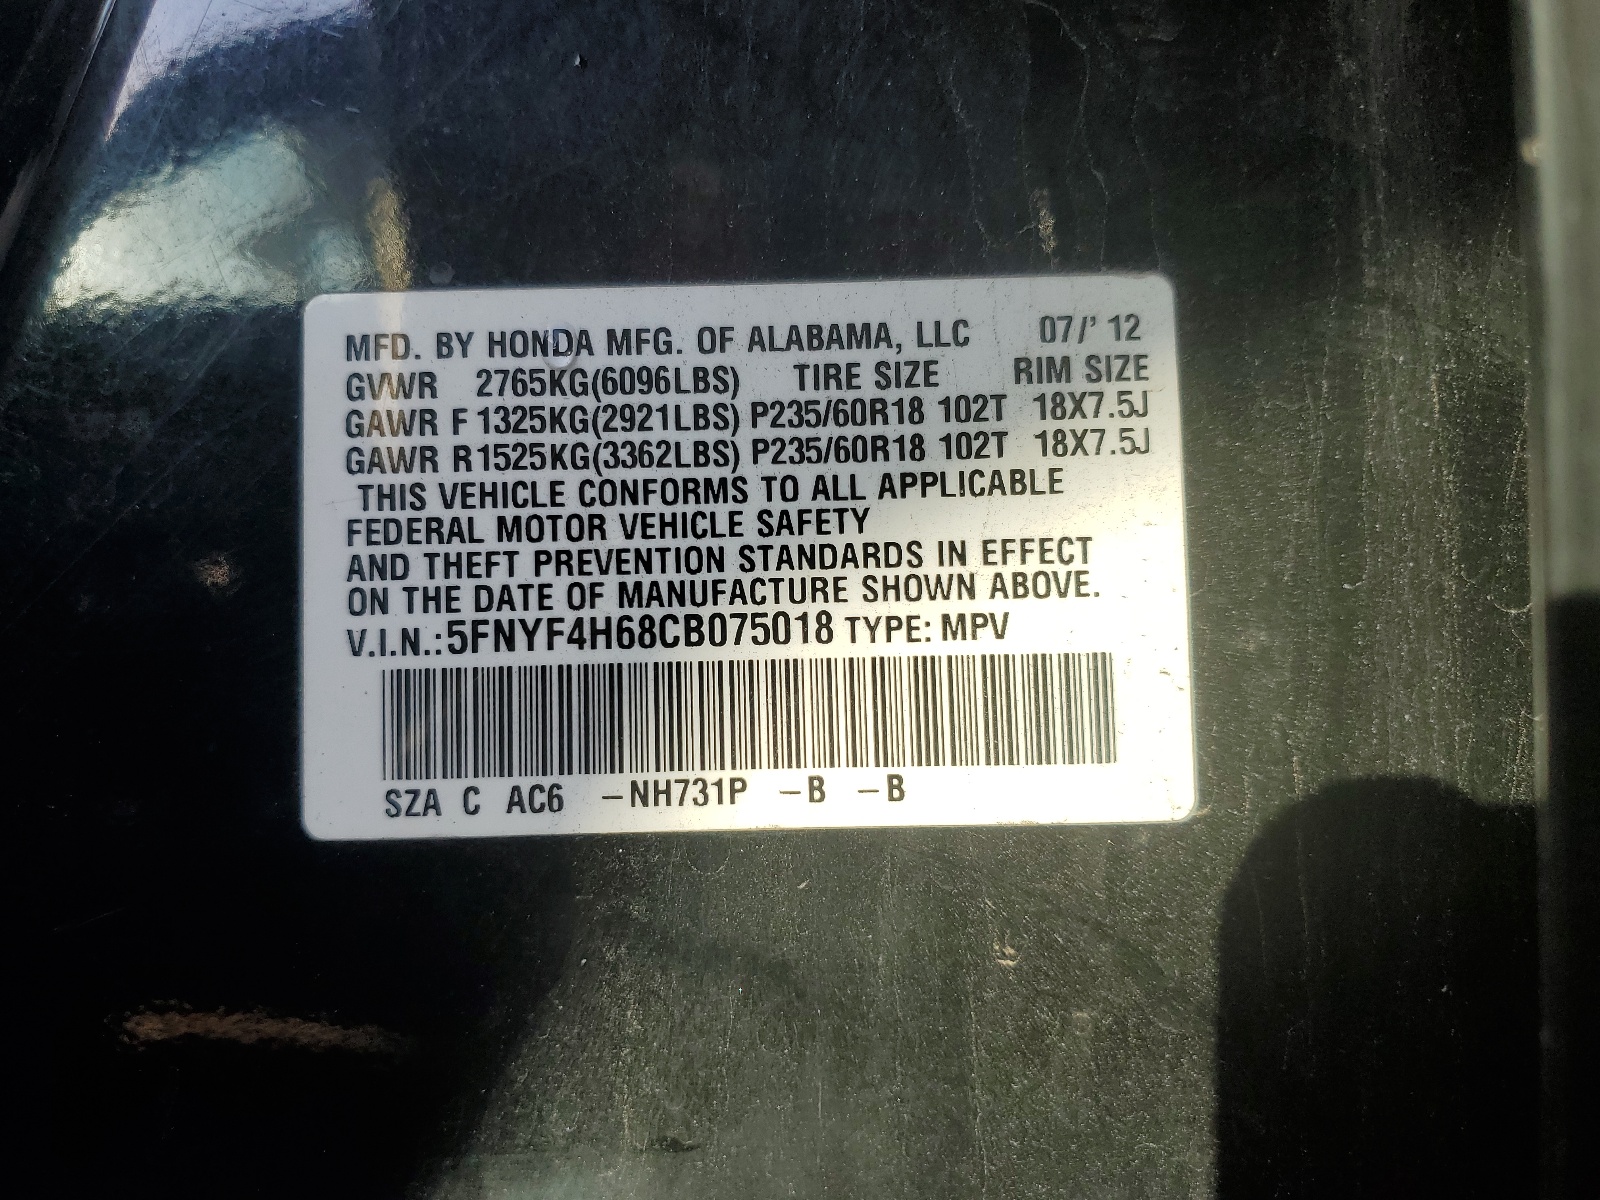 MFD. BY HONDA MFG. OF ALABAMA, LLC 07/' 12
GVWR 2765KG(6096LBS) TIRE SIZE RIM SIZE
GAWR F 1325KG(2921LBS) P235/60R18 102T 18X7.5J
GAWR R1525KG(3362LBS) P235/60R18 102T 18X7.5J
THIS VEHICLE CONFORMS TO ALL APPLICABLE
FEDERAL MOTOR VEHICLE SAFETY
AND THEFT PREVENTION STANDARDS IN EFFECT
ON THE DATE OF MANUFACTURE SHOWN ABOVE.
V.I.N.:5FNYF4H68CB075018 TYPE: MPV
SZA C AC6 –NH731P –B –B